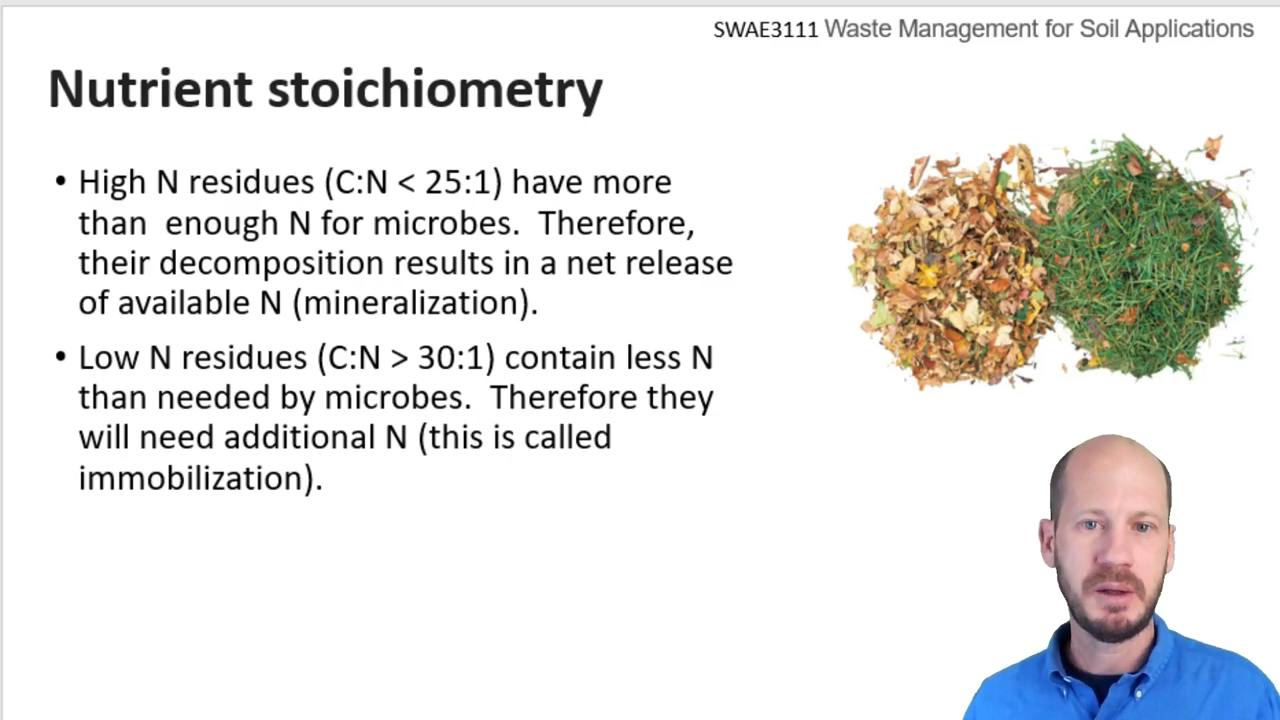 SWAE3111 Waste Management for Soil Applications
Nutrient stoichiometry
• High N residues (C:N < 25:1) have more
than  enough N for microbes.  Therefore,
their decomposition results in a net release
of available N (mineralization).
• Low N residues (C:N > 30:1) contain less N
than needed by microbes.  Therefore they
will need additional N (this is called
immobilization).